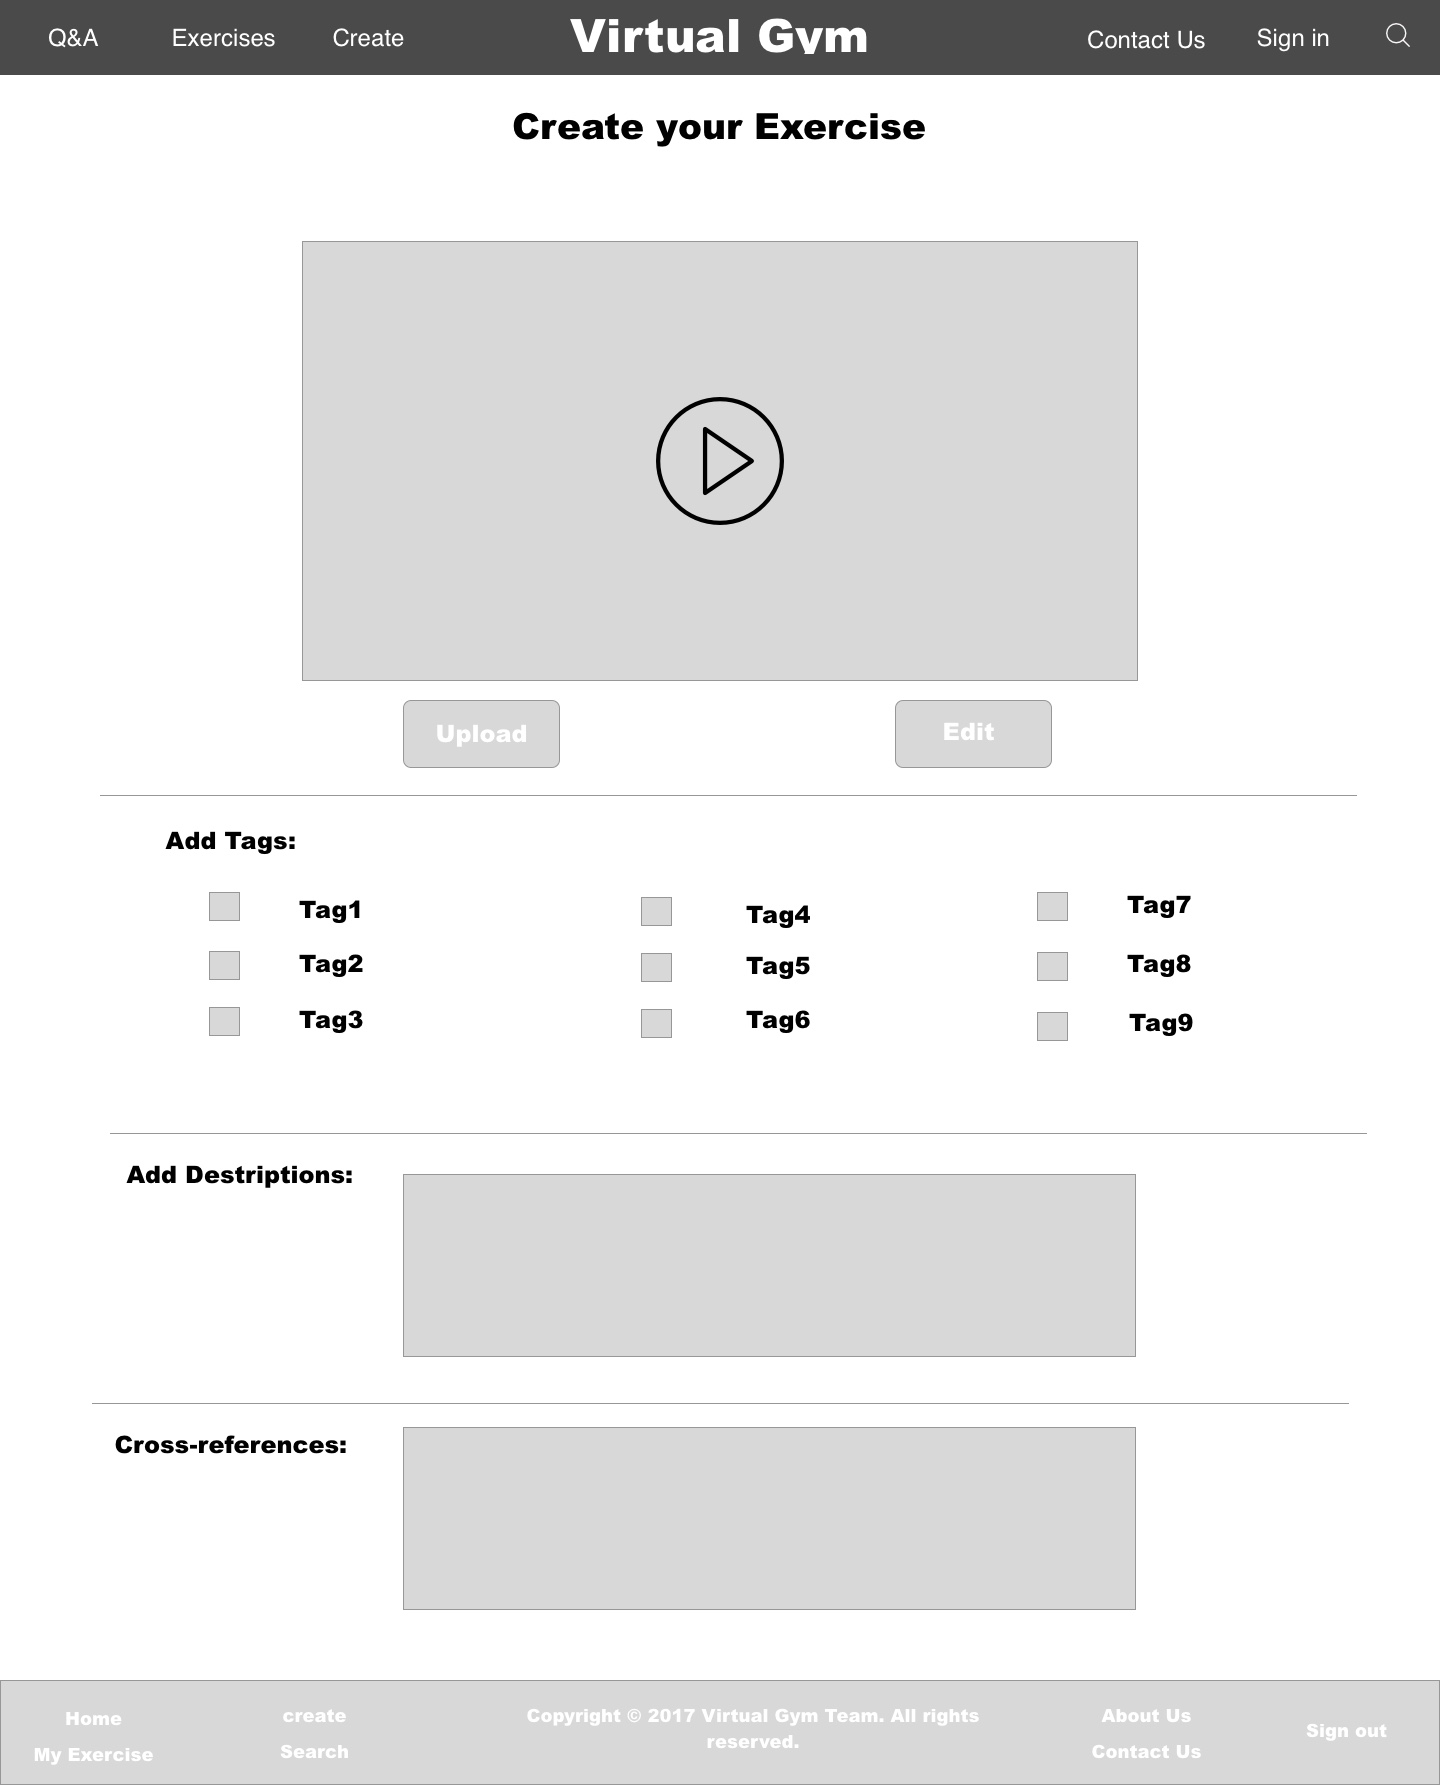 Q&A Exercises Create Virtual Gym Contact Us Sign in
Create your Exercise
Upload Edit
Add Tags:
Tag1 Tag4 Tag7
Tag2 Tag5 Tag8
Tag3 Tag6 Tag9
Add Destriptions:
Cross-references:
Home create Copyright © 2017 Virtual Gym Team. All rights About Us Sign out
My Exercise Search reserved. Contact Us